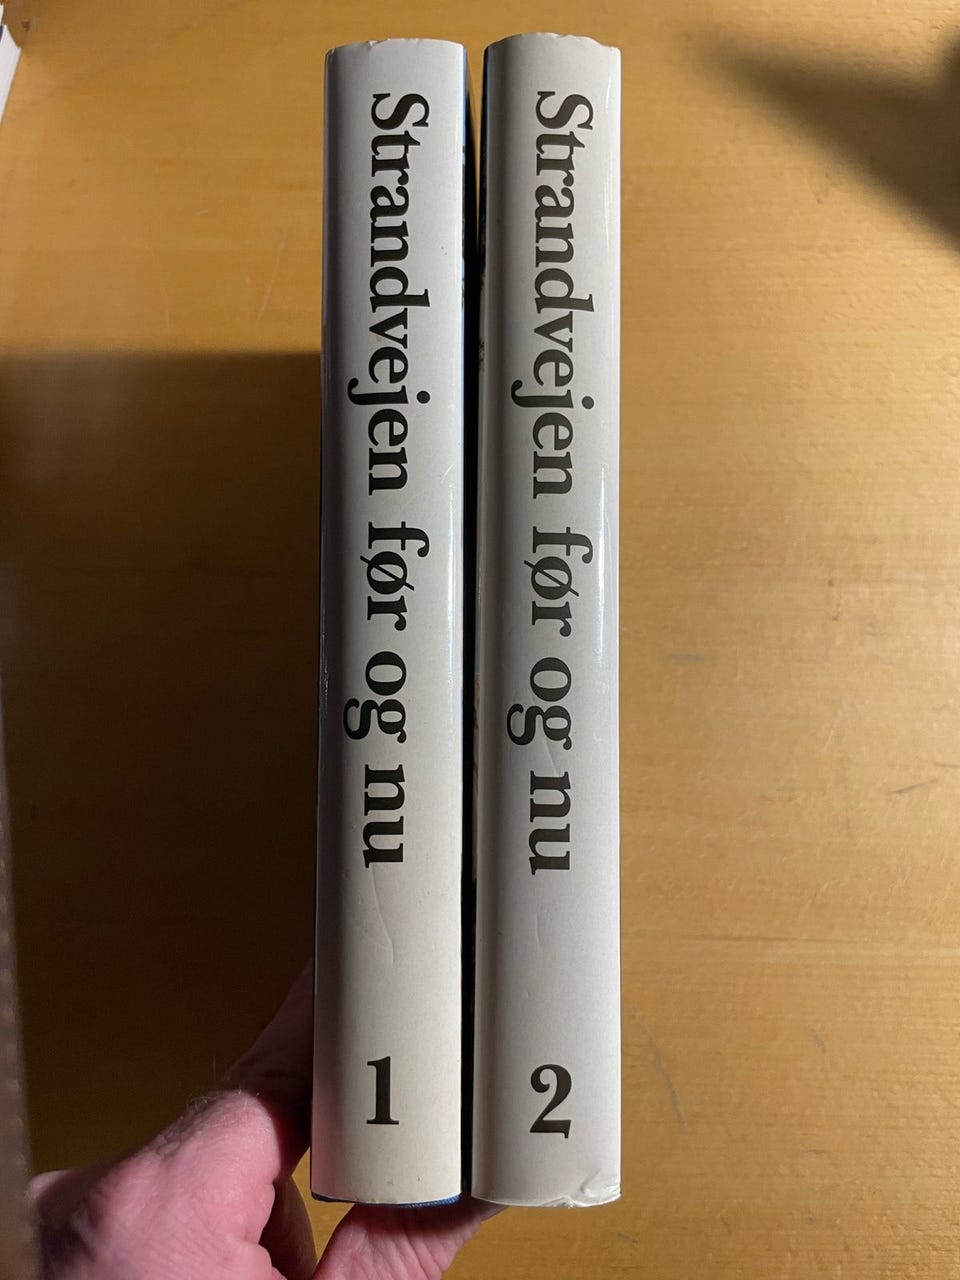 Strandvejen før og nu
1
Strandvejen før og nu
2